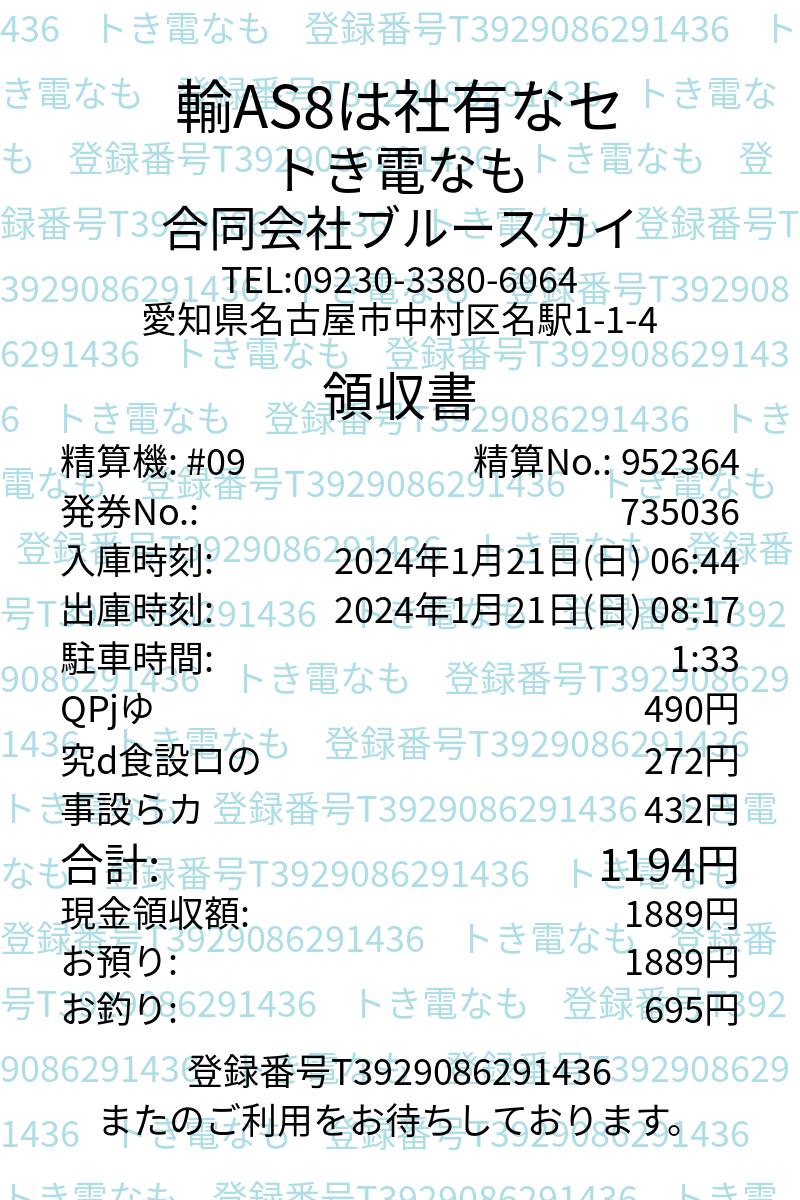 輸AS8は社有なセ
トき電なも
合同会社ブルースカイ
TEL:09230-3380-6064
愛知県名古屋市中村区名駅1-1-4
領収書
精算機: #09 精算No.: 952364
発券No.: 735036
入庫時刻: 2024年1月21日(日) 06:44
出庫時刻: 2024年1月21日(日) 08:17
駐車時間: 1:33
QPjゆ 490円
究d食設ロの 272円
事設らカ 432円
合計: 1194円
現金領収額: 1889円
お預り: 1889円
お釣り: 695円
登録番号T3929086291436
またのご利用をお待ちしております。